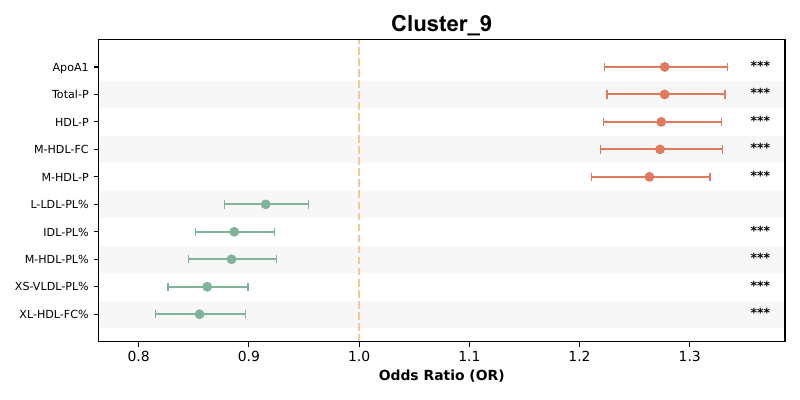 Cluster_9
ApoA1 ***
Total-P ***
HDL-P ***
M-HDL-FC ***
M-HDL-P ***
L-LDL-PL%
IDL-PL% ***
M-HDL-PL% ***
XS-VLDL-PL% ***
XL-HDL-FC% ***
0.8 0.9 1.0 1.1 1.2 1.3
Odds Ratio (OR)